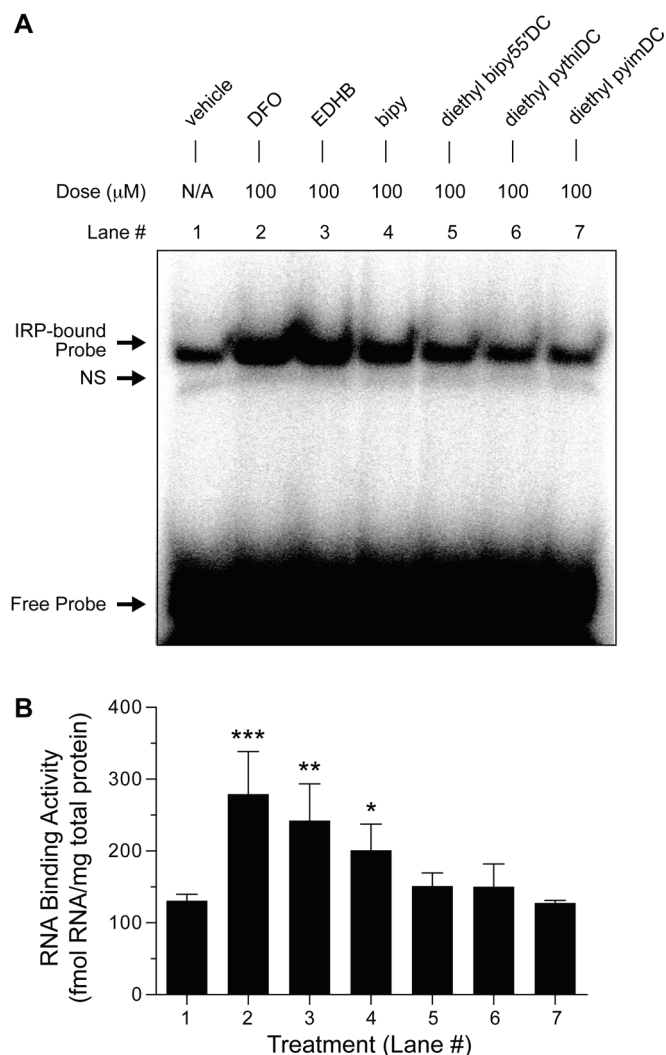 A
vehicle
DFO
EDHB
bipy
diethyl bipy55'DC
diethyl pythiDC
diethyl pyimDC
Dose (μM) N/A 100 100 100 100 100 100
Lane # 1 2 3 4 5 6 7
IRP-bound
Probe
NS
Free Probe
B
RNA Binding Activity
(fmol RNA/mg total protein)
400
300
200
100
0
***
**
*
1 2 3 4 5 6 7
Treatment (Lane #)